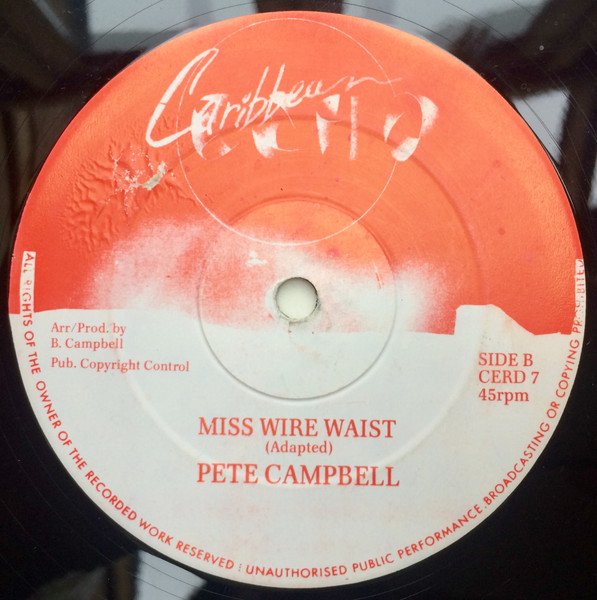 Caribbean
ECHO
Arr/Prod. by
B. Campbell
Pub. Copyright Control
SIDE B
CERD 7
45rpm
MISS WIRE WAIST
(Adapted)
PETE CAMPBELL
ALL RIGHTS OF THE OWNER OF THE RECORDED WORK RESERVED : UNAUTHORISED PUBLIC PERFORMANCE BROADCASTING OR COPYING PROHIBITED